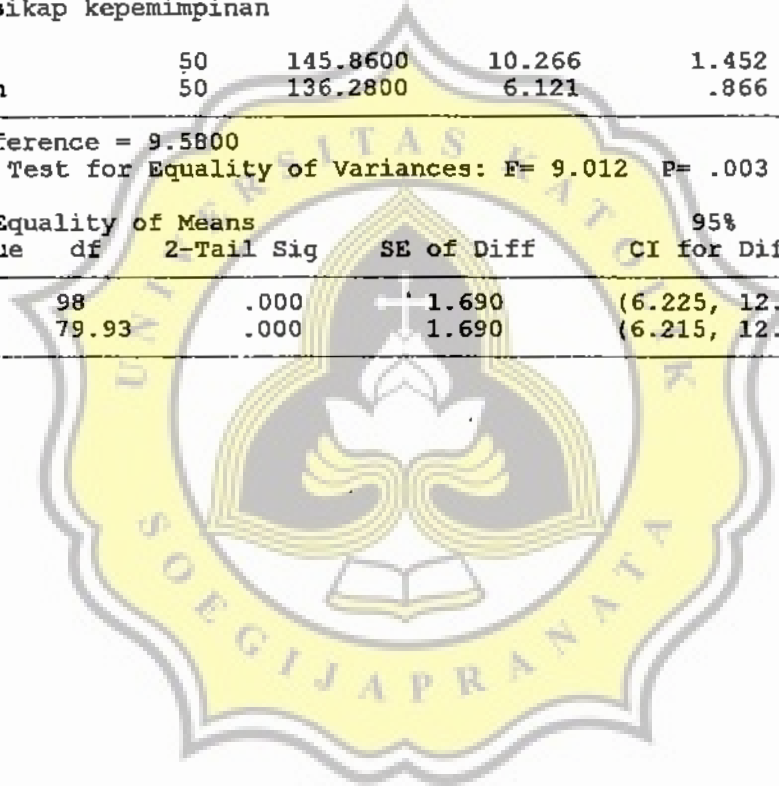 sikap kepemimpinan
50 145.8600 10.266 1.452
50 136.2800 6.121 .866
ference = 9.5800
Test for Equality of Variances: F= 9.012 P= .003
Equality of Means 95%
ue df 2-Tail Sig SE of Diff CI for Dif
98 .000 1.690 (6.225, 12.
79.93 .000 1.690 (6.215, 12.
UNIVERSITAS KATOLIK
SOEGIJAPRANATA